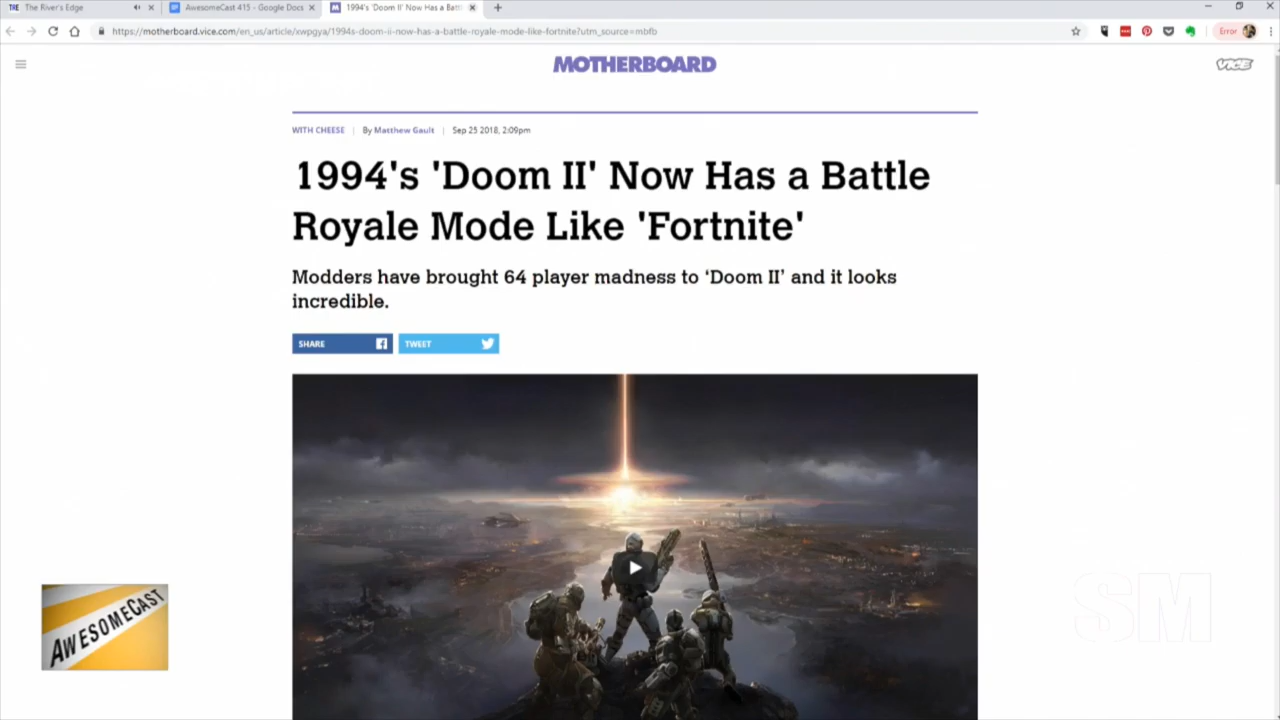 TRE The River's Edge
AwesomeCast 415 - Google Docs
1994's 'Doom II' Now Has a Batt
https://motherboard.vice.com/en_us/article/xwpgya/1994s-doom-ii-now-has-a-battle-royale-mode-like-fortnite?utm_source=mbfb
Error
MOTHERBOARD
VICE
WITH CHEESE | By Matthew Gault | Sep 25 2018, 2:09pm
1994's 'Doom II' Now Has a Battle
Royale Mode Like 'Fortnite'
Modders have brought 64 player madness to ‘Doom II’ and it looks
incredible.
SHARE
TWEET
AWESOMECAST
SM